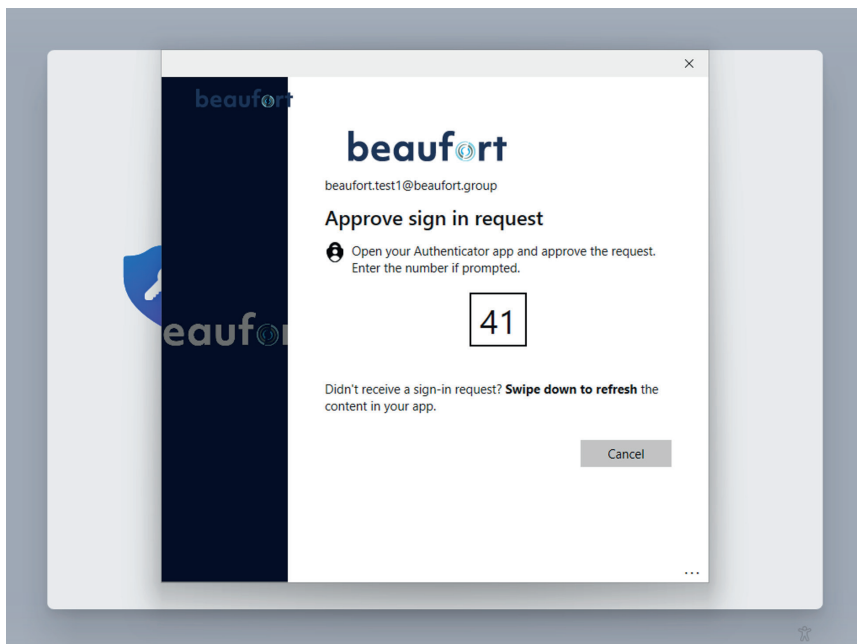 beaufort
beaufort
beaufort.test1@beaufort.group
Approve sign in request
Open your Authenticator app and approve the request.
Enter the number if prompted.
41
eaufor
Didn't receive a sign-in request? Swipe down to refresh the
content in your app.
Cancel
...